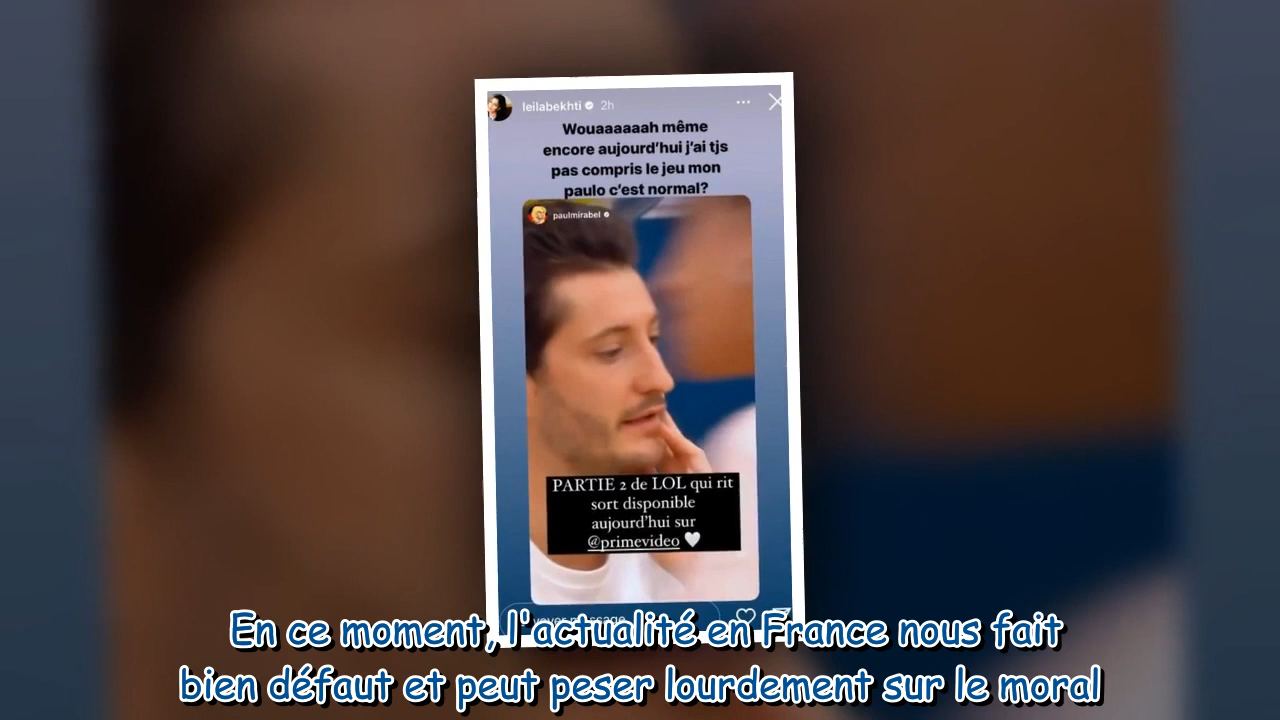 leilabekhti 2h
Wouaaaaaah même
encore aujourd'hui j'ai tjs
pas compris le jeu mon
paulo c'est normal?
paulmirabel
PARTIE 2 de LOL qui rit
sort disponible
aujourd'hui sur
@primevideo
En ce moment, l'actualité en France nous fait
bien défaut et peut peser lourdement sur le moral